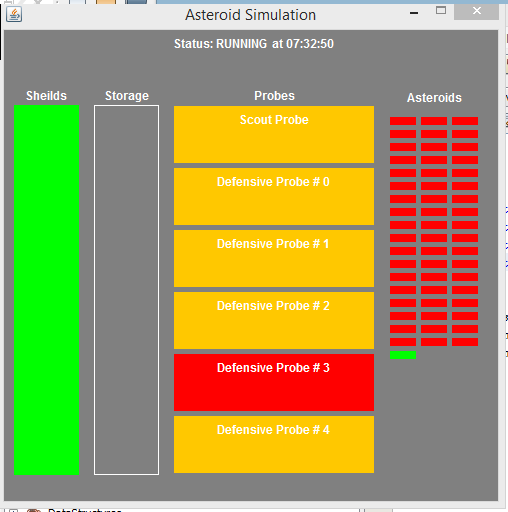 Asteroid Simulation
Status: RUNNING at 07:32:50
Sheilds
Storage
Probes
Asteroids
Scout Probe
Defensive Probe # 0
Defensive Probe # 1
Defensive Probe # 2
Defensive Probe # 3
Defensive Probe # 4
DataStructures